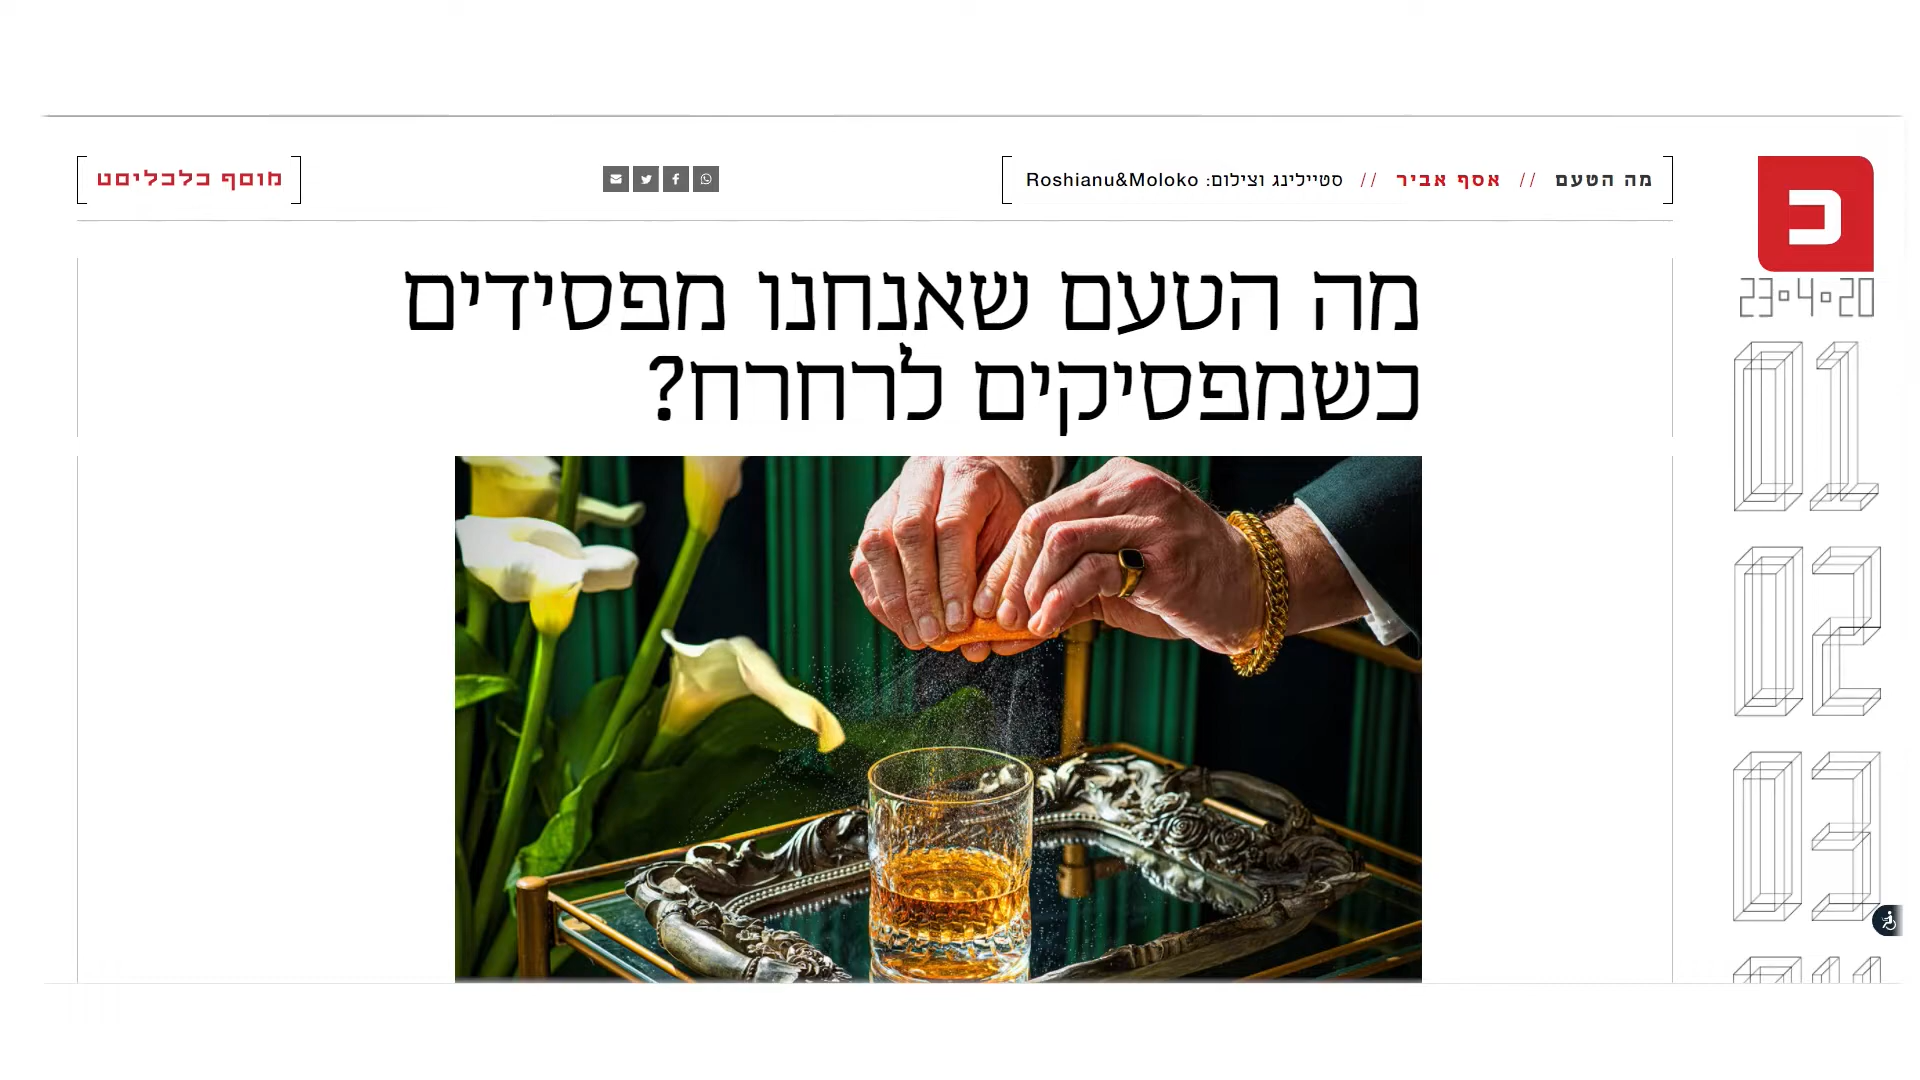 מה הטעם // אסף אביר // סטיילינג וצילום: Roshianu&Moloko
מוסף כלכליסט
כ
23.4.20
מה הטעם שאנחנו מפסידים
כשמפסיקים לרחרח?
01
02
03